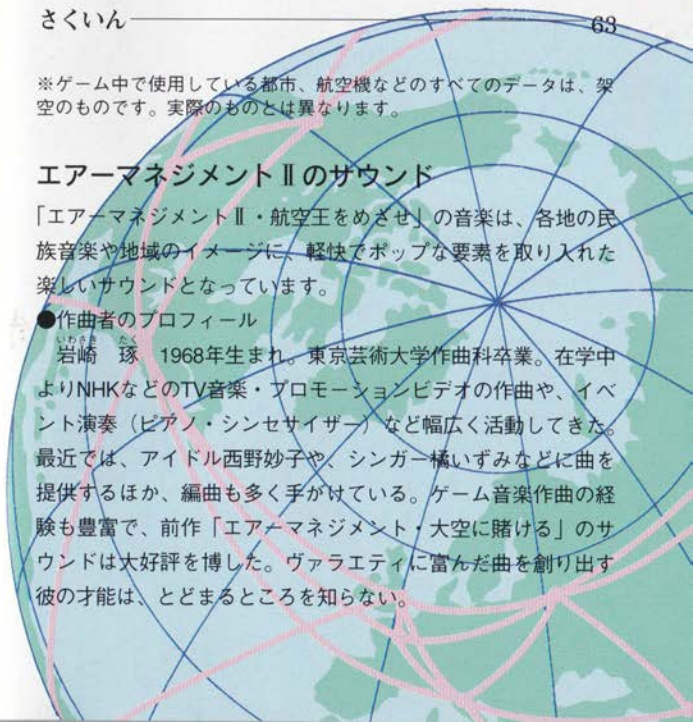 さくいん 63
※ゲーム中で使用している都市、航空機などのすべてのデータは、架
空のものです。実際のものとは異なります。
エアーマネジメントⅡのサウンド
「エアーマネジメントⅡ・航空王をめざせ」の音楽は、各地の民
族音楽や地域のイメージに、軽快でポップな要素を取り入れた
楽しいサウンドとなっています。
●作曲者のプロフィール
いわさき たく
岩崎 琢 1968年生まれ。東京芸術大学作曲科卒業。在学中
よりNHKなどのTV音楽・プロモーションビデオの作曲や、イベ
ント演奏（ピアノ・シンセサイザー）など幅広く活動してきた。
最近では、アイドル西野妙子や、シンガー橘いずみなどに曲を
提供するほか、編曲も多く手がけている。ゲーム音楽作曲の経
験も豊富で、前作「エアーマネジメント・大空に賭ける」のサ
ウンドは大好評を博した。ヴァラエティに富んだ曲を創り出す
彼の才能は、とどまるところを知らない。